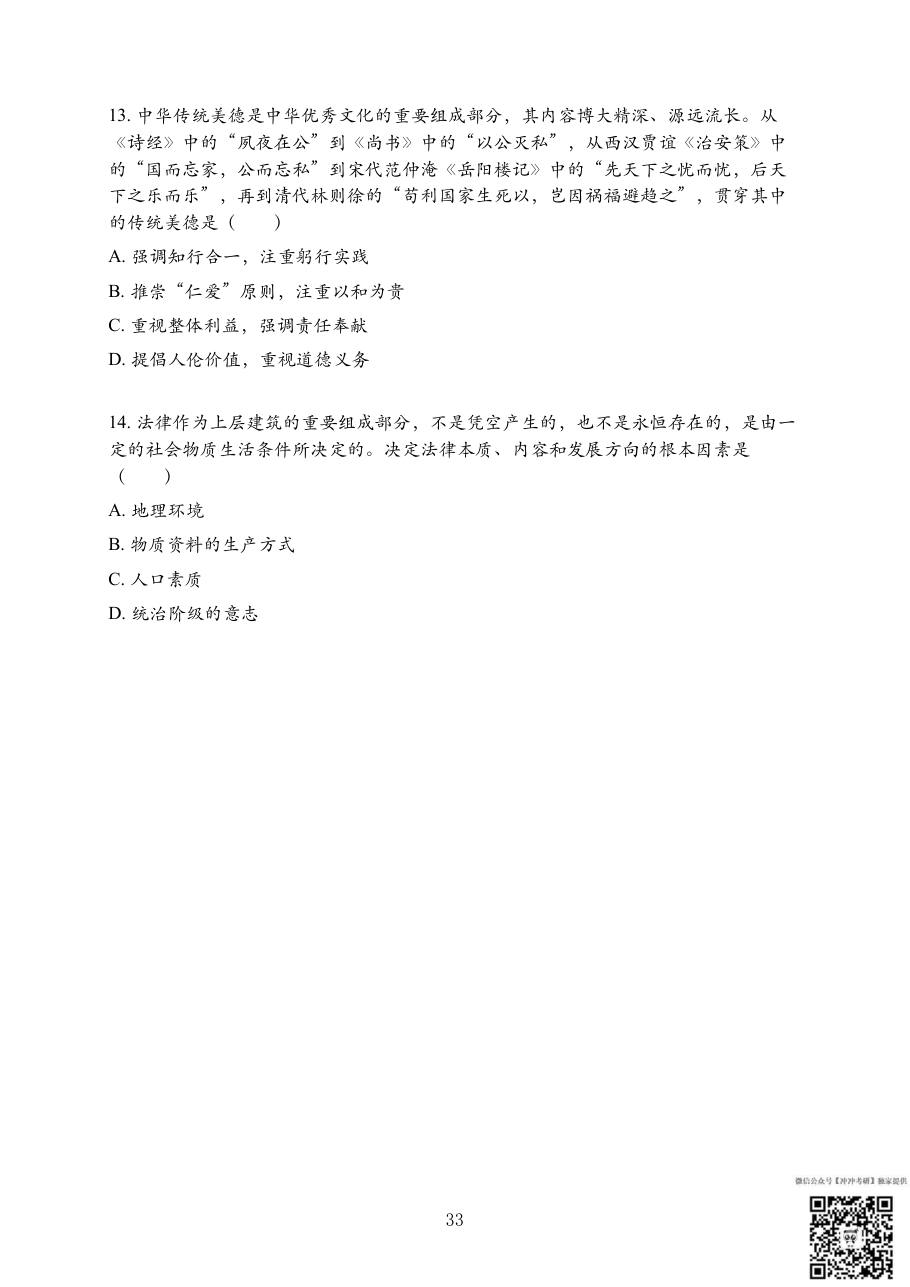 13. 中华传统美德是中华优秀文化的重要组成部分，其内容博大精深、源远流长。从
《诗经》中的“夙夜在公”到《尚书》中的“以公灭私”，从西汉贾谊《治安策》中
的“国而忘家，公而忘私”到宋代范仲淹《岳阳楼记》中的“先天下之忧而忧，后天
下之乐而乐”，再到清代林则徐的“苟利国家生死以，岂因祸福避趋之”，贯穿其中
的传统美德是（　　）
A. 强调知行合一，注重躬行实践
B. 推崇“仁爱”原则，注重以和为贵
C. 重视整体利益，强调责任奉献
D. 提倡人伦价值，重视道德义务
14. 法律作为上层建筑的重要组成部分，不是凭空产生的，也不是永恒存在的，是由一
定的社会物质生活条件所决定的。决定法律本质、内容和发展方向的根本因素是
（　　）
A. 地理环境
B. 物质资料的生产方式
C. 人口素质
D. 统治阶级的意志
微信公众号【冲冲考研】独家提供
33